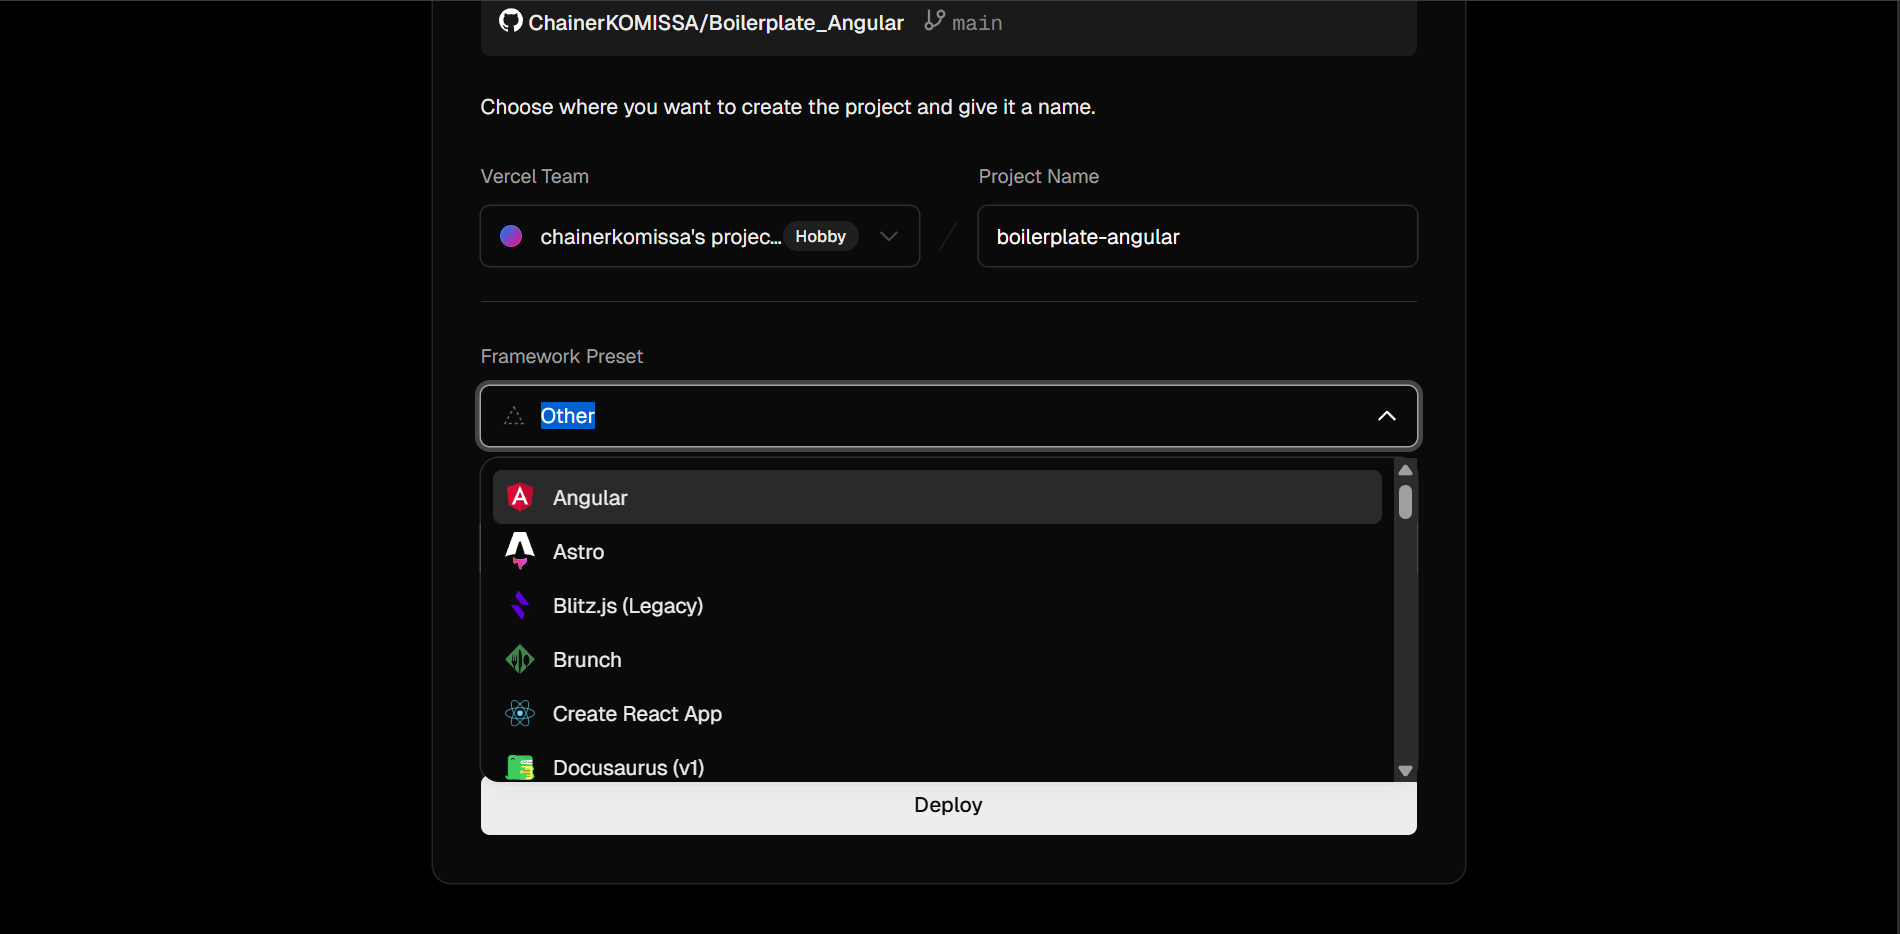 ChainerKOMISSA/Boilerplate_Angular main
Choose where you want to create the project and give it a name.
Vercel Team
Project Name
chainerkomissa's projec... Hobby
boilerplate-angular
Framework Preset
Other
Angular
Astro
Blitz.js (Legacy)
Brunch
Create React App
Docusaurus (v1)
Deploy